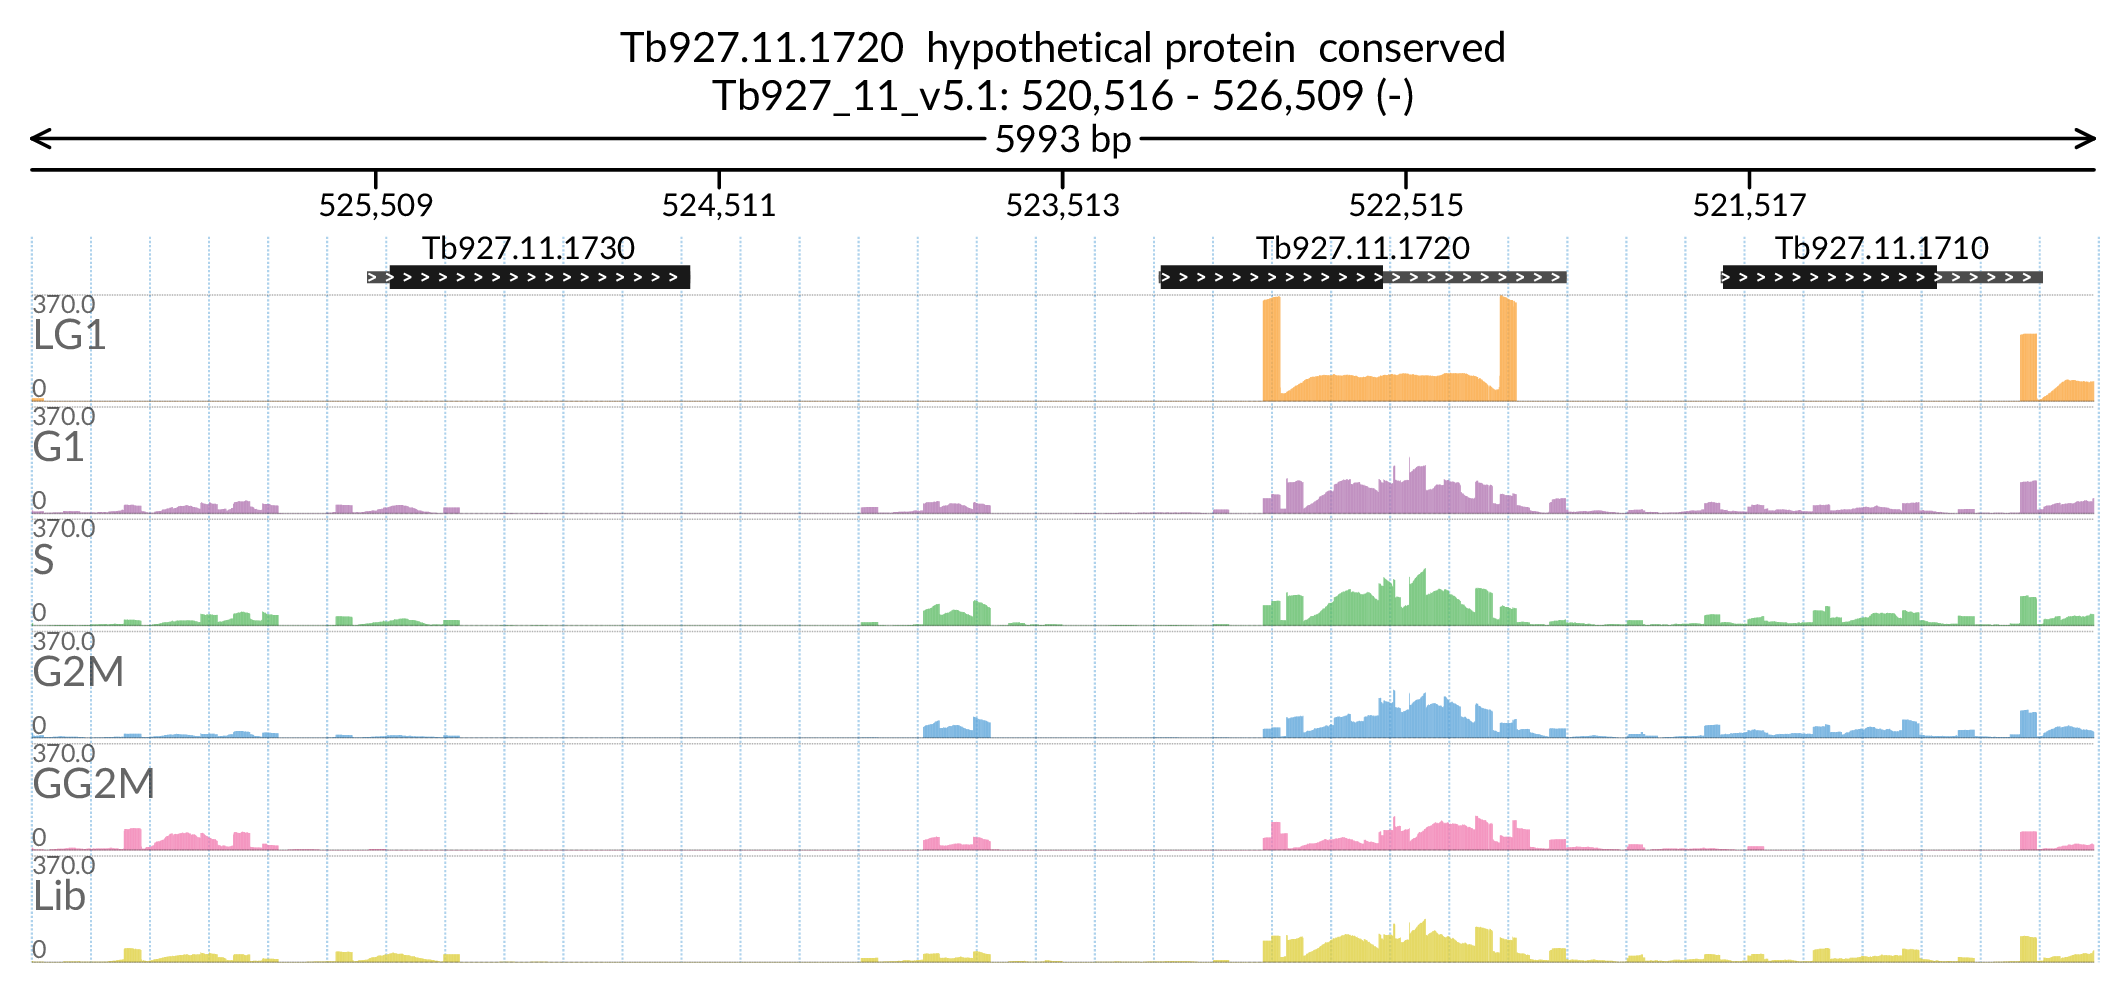 Tb927.11.1720  hypothetical protein  conserved
Tb927_11_v5.1: 520,516 - 526,509 (-)
5993 bp
525,509 524,511 523,513 522,515 521,517
Tb927.11.1730 Tb927.11.1720 Tb927.11.1710
370.0
LG1
0
370.0
G1
0
370.0
S
0
370.0
G2M
0
370.0
GG2M
0
370.0
Lib
0